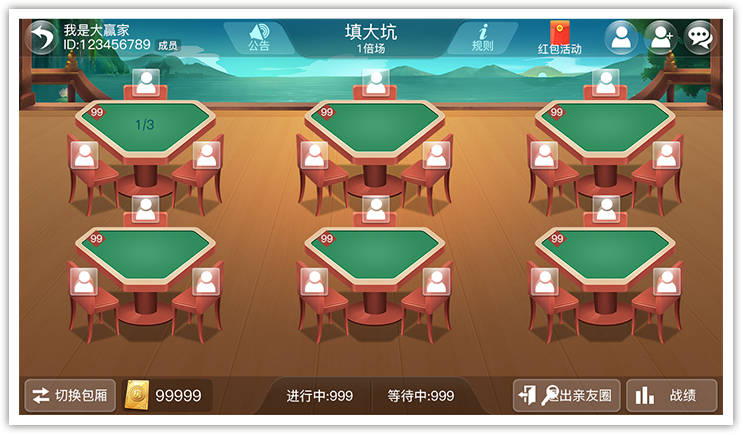 我是大赢家
ID:123456789 成员
公告
填大坑
1倍场
规则
红包活动
99
1/3
99
99
99
99
99
切换包厢
99999
进行中:999
等待中:999
出亲友圈
战绩